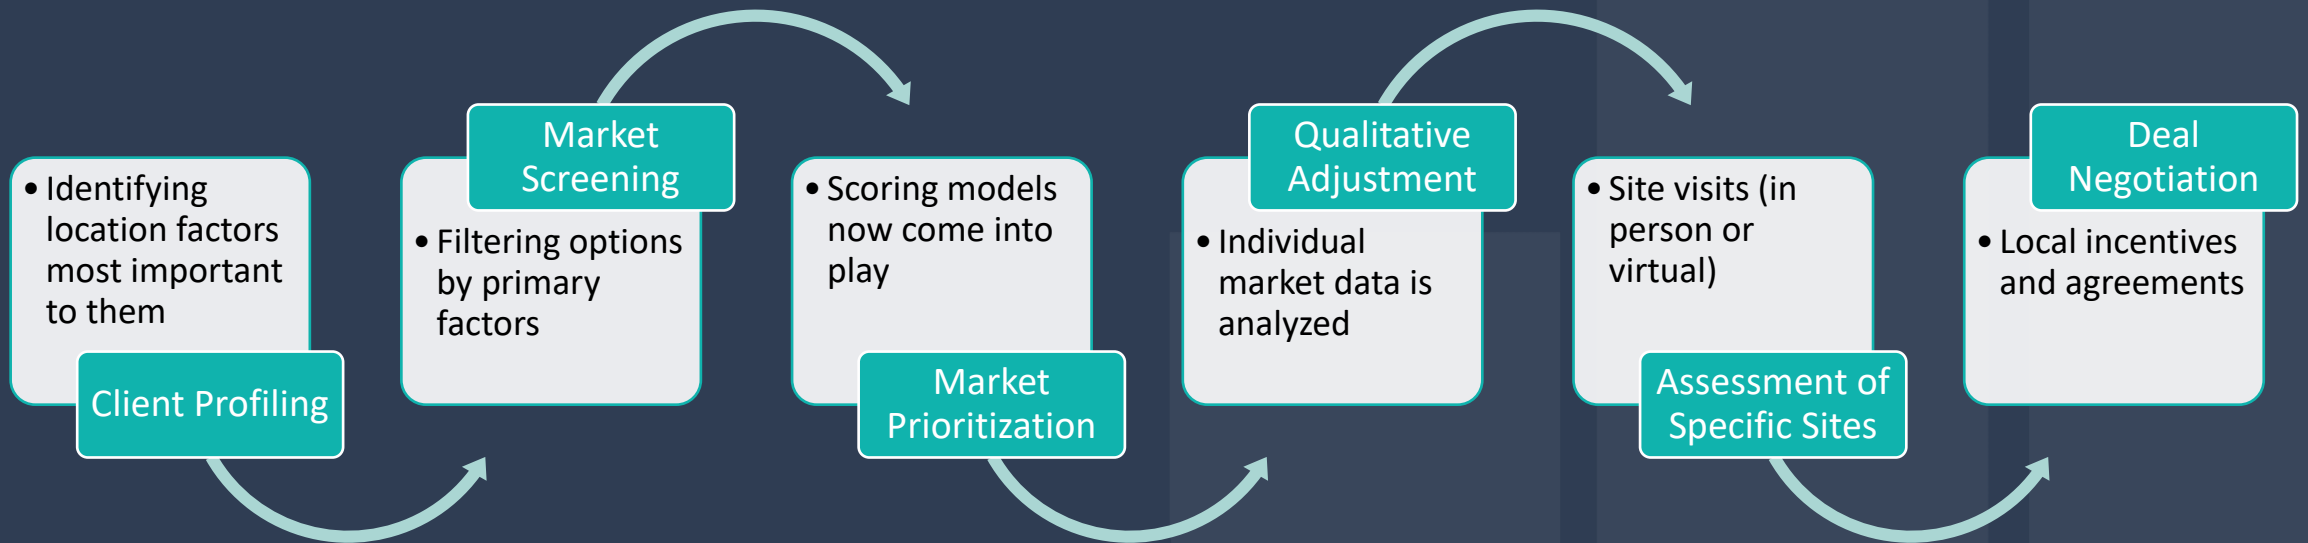 • Identifying
location factors
most important
to them
Client Profiling
Market
Screening
• Filtering options
by primary
factors
• Scoring models
now come into
play
Market
Prioritization
Qualitative
Adjustment
• Individual
market data is
analyzed
• Site visits (in
person or
virtual)
Assessment of
Specific Sites
Deal
Negotiation
• Local incentives
and agreements